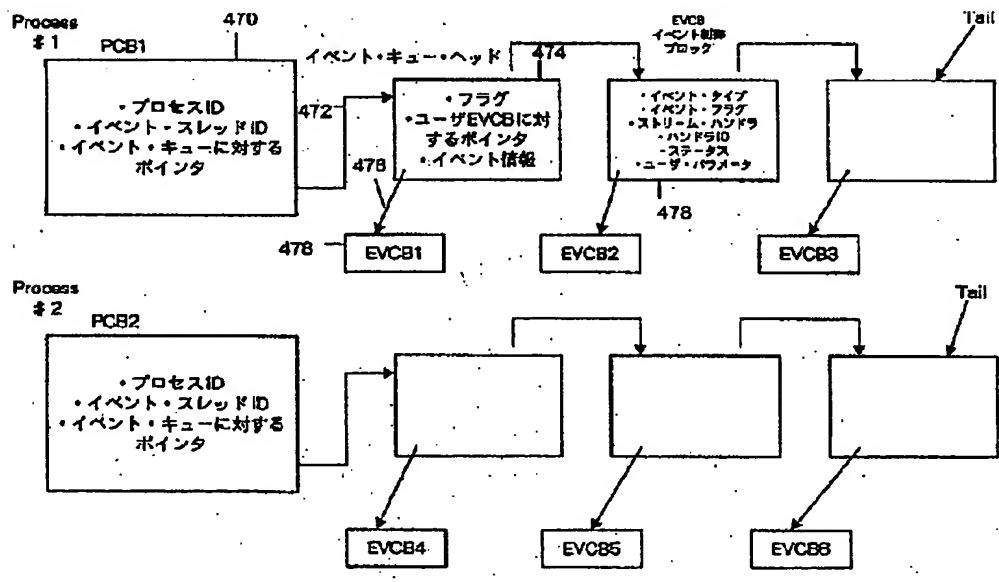 Process
#1
470
PCB1
・プロセスID
・イベント・スレッドID
・イベント・キューに対する
ポインタ
472
イベント・キュー・ヘッド
474
・フラグ
・ユーザEVCBに対
するポインタ
・イベント情報
EVCB
イベント制御
ブロック
・イベント・タイプ
・イベント・フラグ
・ストリーム・ハンドラ
・ハンドラID
・ステータス
・ユーザ・パラメータ
Tail
478
478
478
EVCB1
EVCB2
EVCB3
Process
#2
PCB2
・プロセスID
・イベント・スレッドID
・イベント・キューに対する
ポインタ
Tail
EVCB4
EVCB5
EVCB6